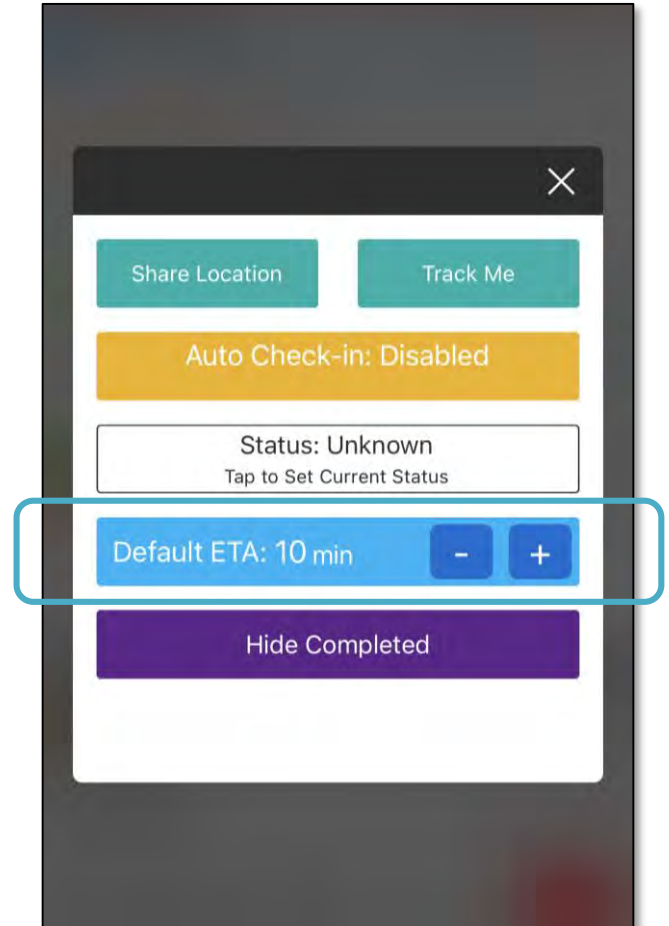 Share Location
Track Me
Auto Check-in: Disabled
Status: Unknown
Tap to Set Current Status
Default ETA: 10 min - +
Hide Completed